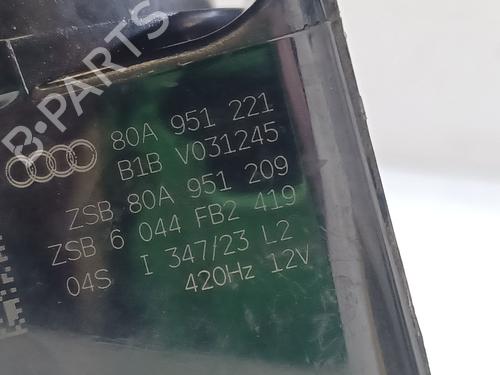 B-PARTS
80A 951 221
B1B V031245
ZSB 80A 951 209
ZSB 6 044 FB2 419
04S I 347/23 L2
420Hz 12V